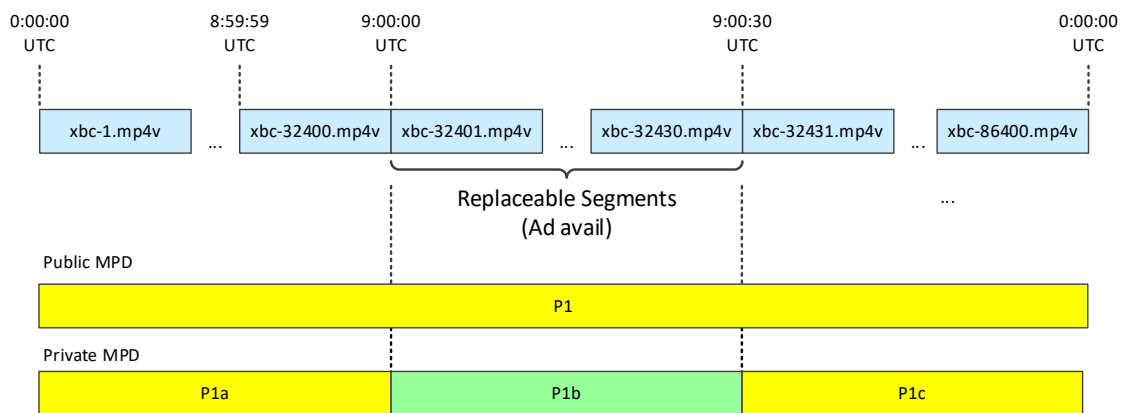 0:00:00 8:59:59 9:00:00 9:00:30 0:00:00
UTC UTC UTC UTC UTC
xbc-1.mp4v ... xbc-32400.mp4v xbc-32401.mp4v ... xbc-32430.mp4v xbc-32431.mp4v ... xbc-86400.mp4v
Replaceable Segments ...
(Ad avail)
Public MPD
P1
Private MPD
P1a P1b P1c